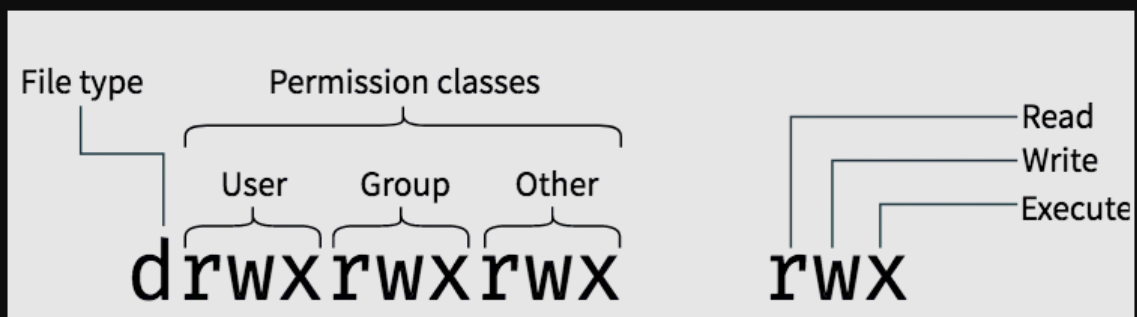 File type
Permission classes
User Group Other
drwxrwxrwx
Read
Write
Execute
rwx